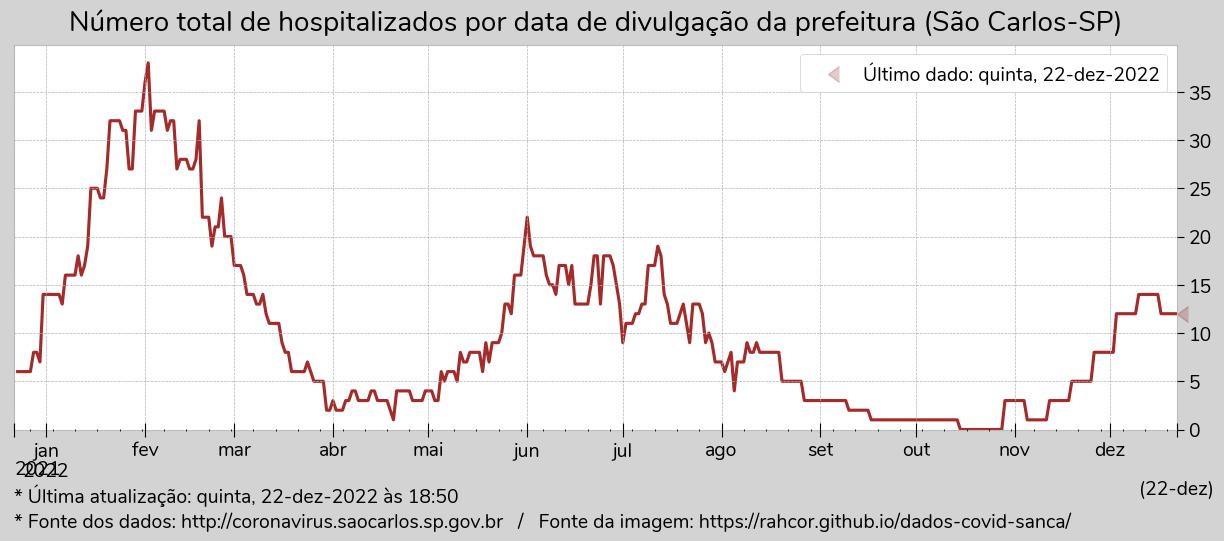 Número total de hospitalizados por data de divulgação da prefeitura (São Carlos-SP)
Último dado: quinta, 22-dez-2022
35
30
25
20
15
10
5
0
jan fev mar abr mai jun jul ago set out nov dez
2021 2022
(22-dez)
* Última atualização: quinta, 22-dez-2022 às 18:50
* Fonte dos dados: http://coronavirus.saocarlos.sp.gov.br / Fonte da imagem: https://rahcor.github.io/dados-covid-sanca/